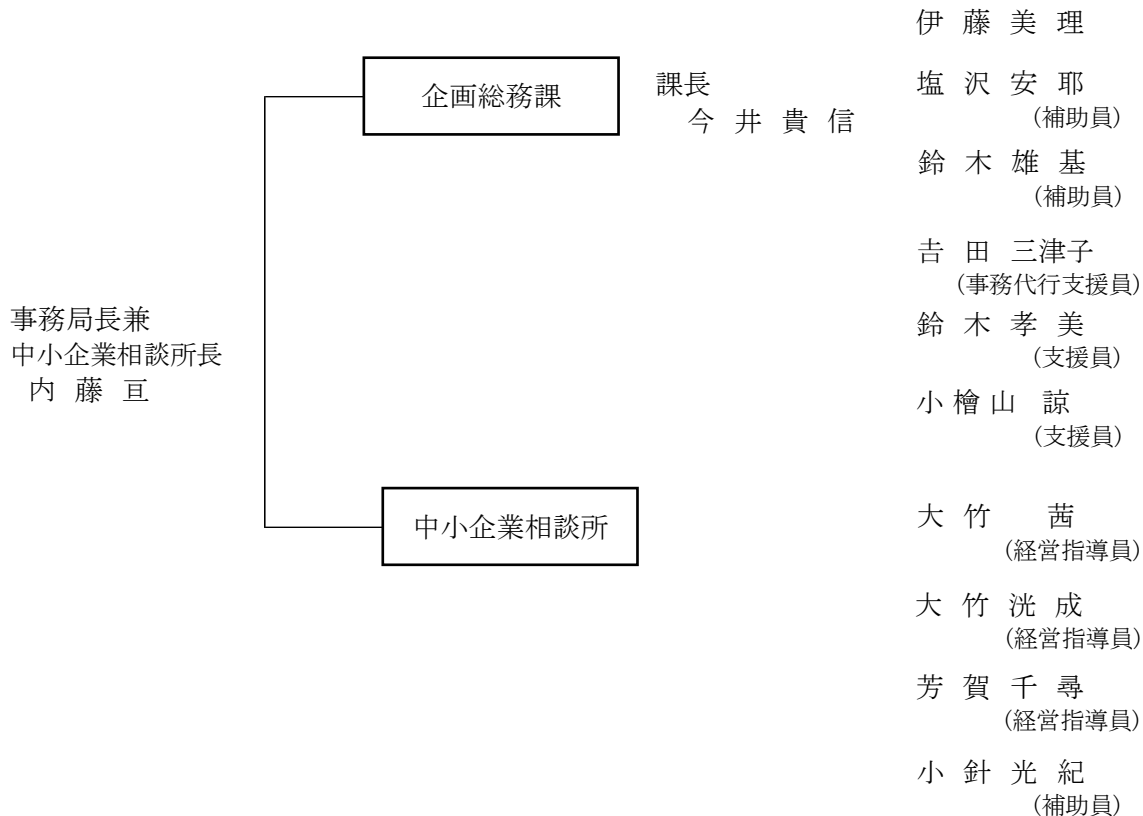 伊 藤 美 理
企画総務課
課長
今 井 貴 信
塩 沢 安 耶
(補助員)
鈴 木 雄 基
(補助員)
𠮷 田 三津子
(事務代行支援員)
事務局長兼
中小企業相談所長
内 藤 亘
鈴 木 孝 美
(支援員)
小 檜 山 諒
(支援員)
中小企業相談所
大 竹 茜
(経営指導員)
大 竹 洸 成
(経営指導員)
芳 賀 千 尋
(経営指導員)
小 針 光 紀
(補助員)